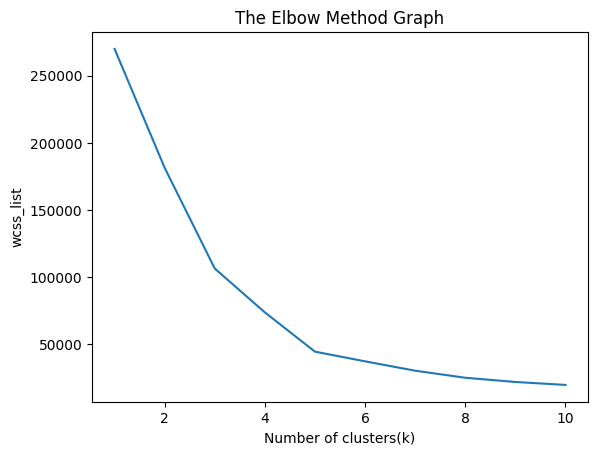 The Elbow Method Graph
250000
200000
150000
100000
50000
wcss_list
2 4 6 8 10
Number of clusters(k)